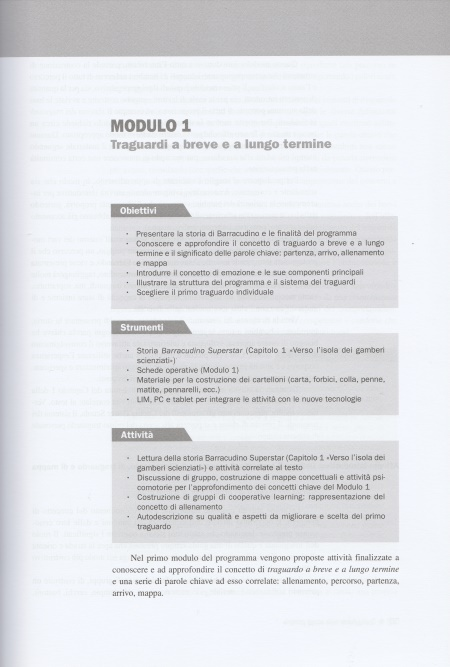 MODULO 1
Traguardi a breve e a lungo termine
Obiettivi
• Presentare la storia di Barracudino e le finalità del programma
• Conoscere e approfondire il concetto di traguardo a breve e a lungo
termine e il significato delle parole chiave: partenza, arrivo, allenamento
e mappa
• Introdurre il concetto di emozione e le sue componenti principali
• Illustrare la struttura del programma e il sistema dei traguardi
• Scegliere il primo traguardo individuale
Strumenti
• Storia Barracudino Superstar (Capitolo 1 «Verso l'isola dei gamberi
scienziati»)
• Schede operative (Modulo 1)
• Materiale per la costruzione dei cartelloni (carta, forbici, colla, penne,
matite, pennarelli, ecc.)
• LIM, PC e tablet per integrare le attività con le nuove tecnologie
Attività
• Lettura della storia Barracudino Superstar (Capitolo 1 «Verso l'isola dei
gamberi scienziati») e attività correlate al testo
• Discussione di gruppo, costruzione di mappe concettuali e attività psi-
comotorie per l'approfondimento dei concetti chiave del Modulo 1
• Costruzione di gruppi di cooperative learning: rappresentazione del
concetto di allenamento
• Autodescrizione su qualità e aspetti da migliorare e scelta del primo
traguardo
Nel primo modulo del programma vengono proposte attività finalizzate a
conoscere e ad approfondire il concetto di traguardo a breve e a lungo termine
e una serie di parole chiave ad esso correlate: allenamento, percorso, partenza,
arrivo, mappa.